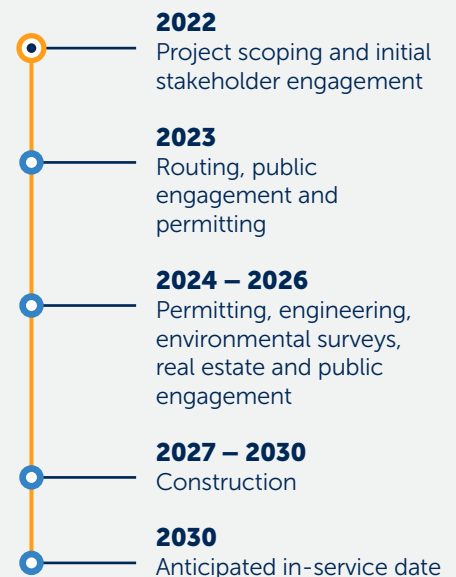 2022
Project scoping and initial
stakeholder engagement
2023
Routing, public
engagement and
permitting
2024 – 2026
Permitting, engineering,
environmental surveys,
real estate and public
engagement
2027 – 2030
Construction
2030
Anticipated in-service date